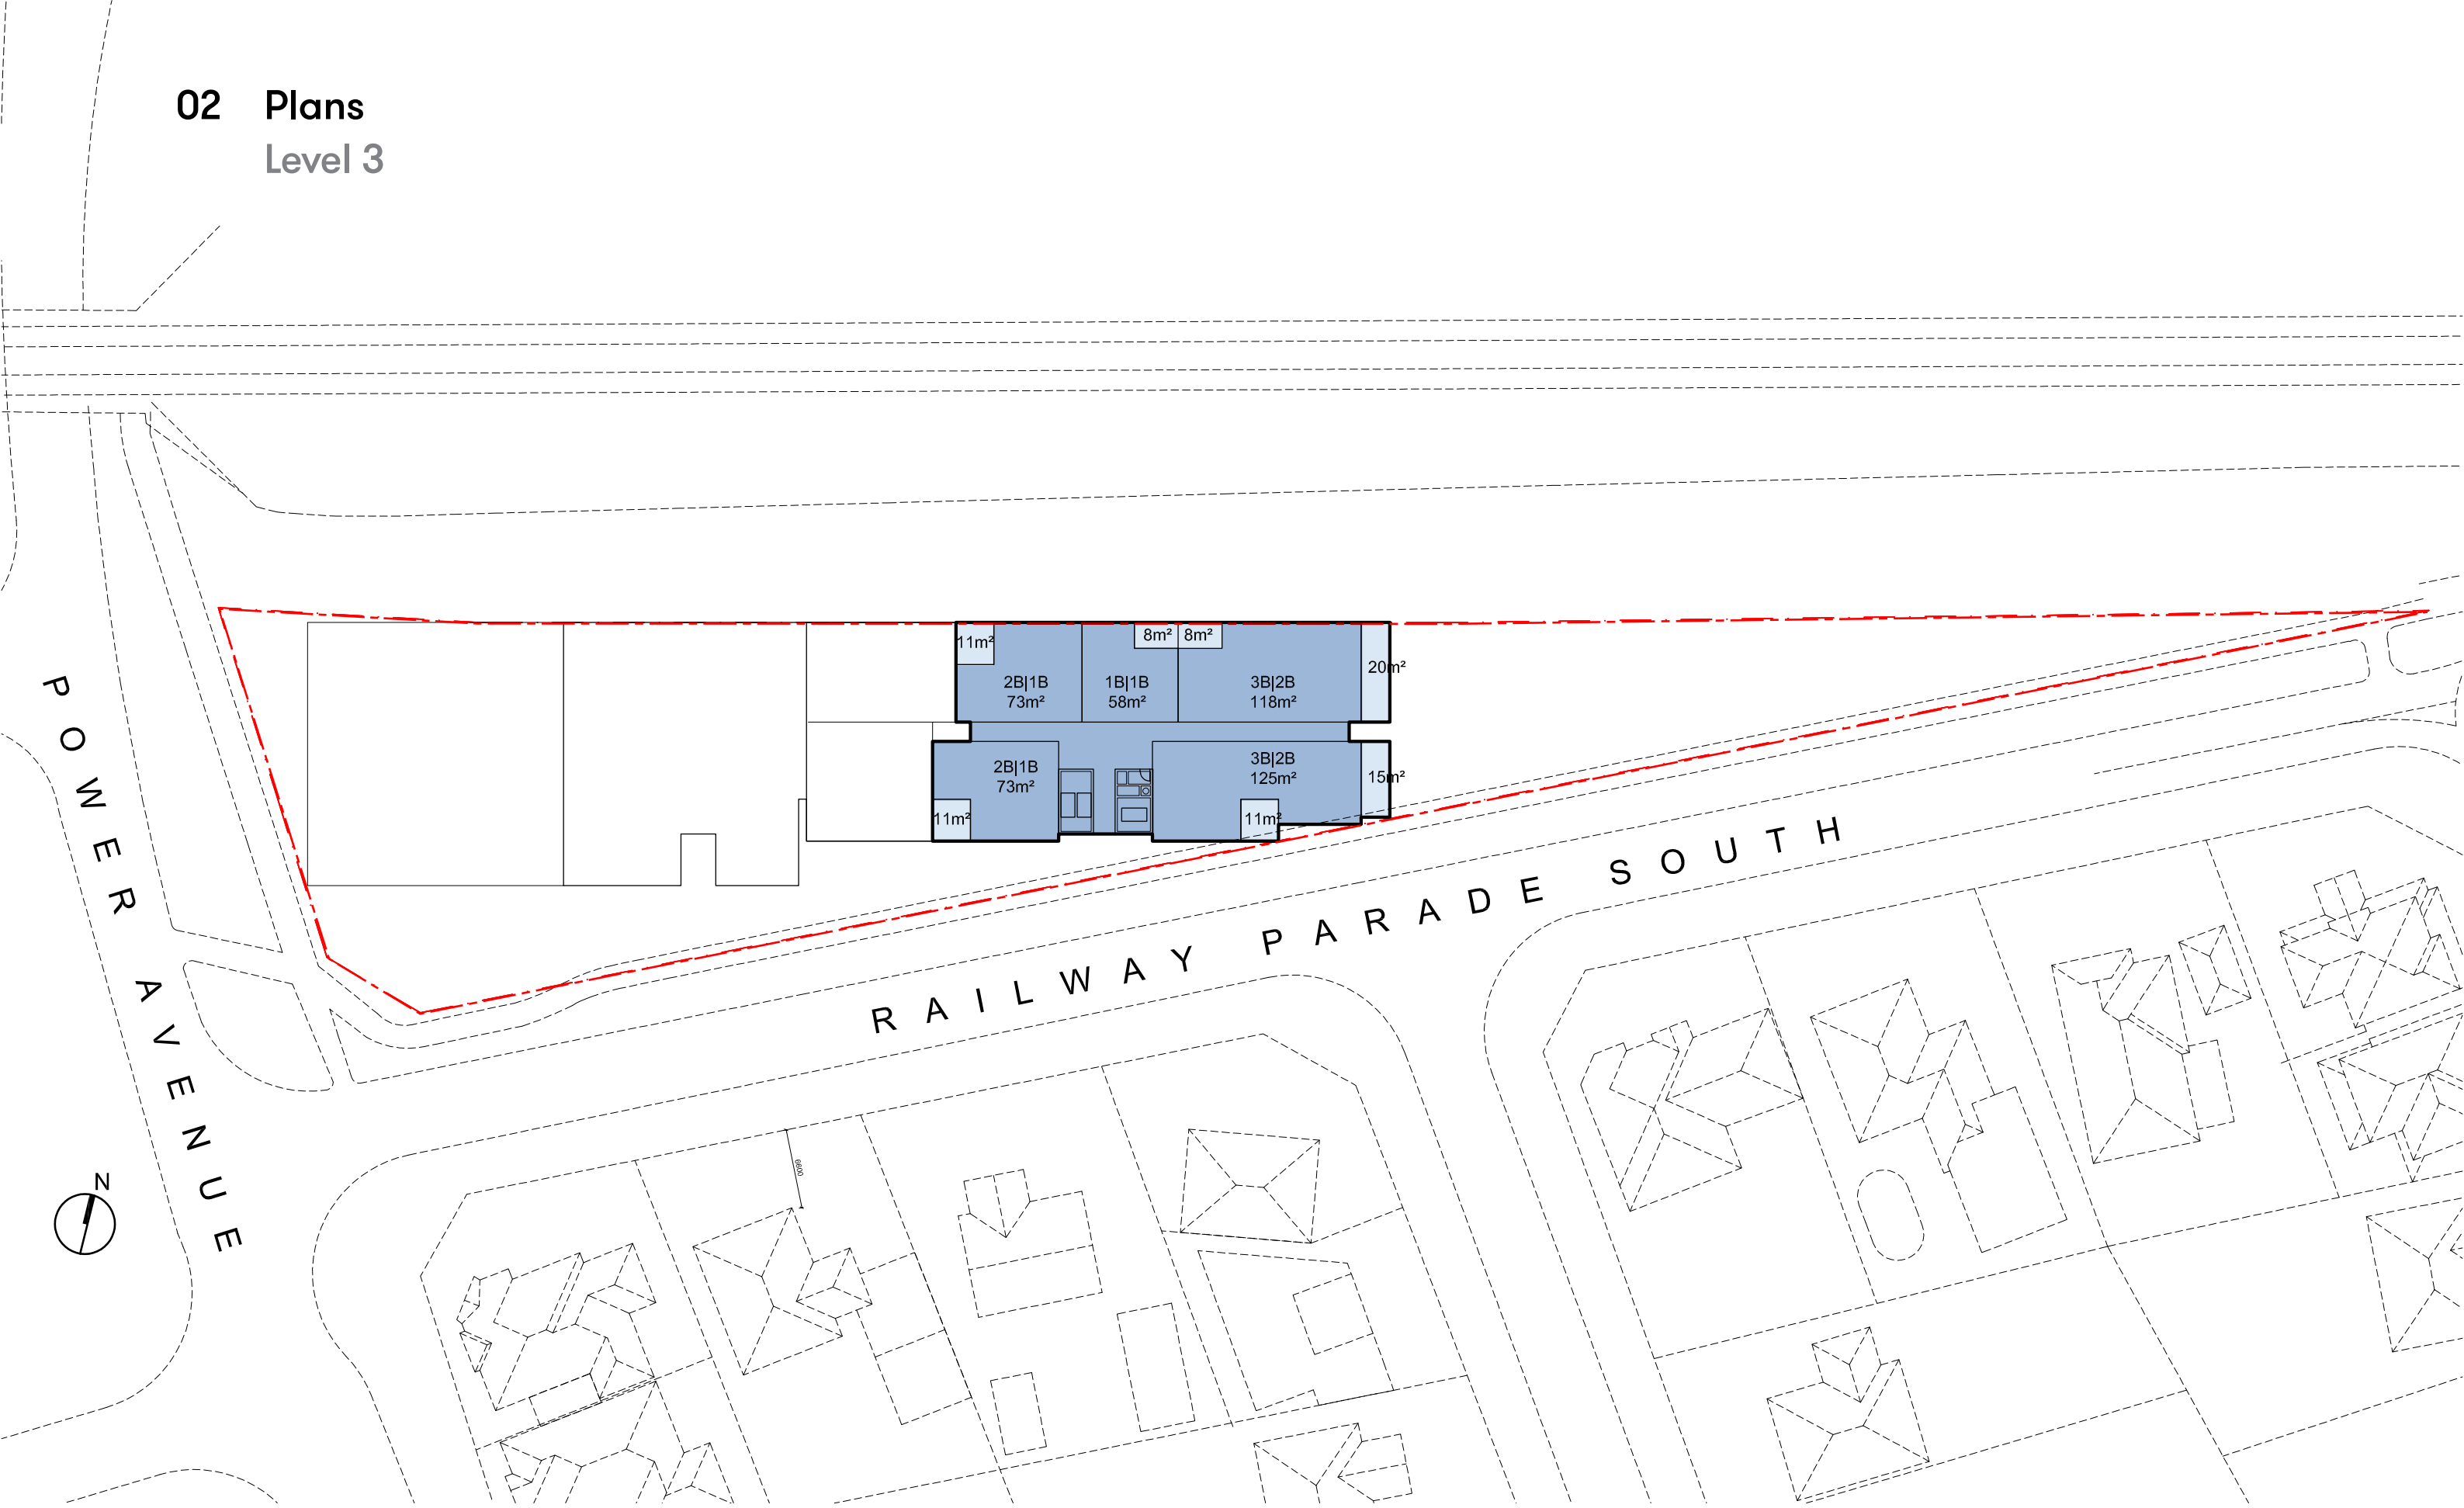 02 Plans
Level 3
11m²
8m² 8m²
20m²
2B|1B
73m²
1B|1B
58m²
3B|2B
118m²
2B|1B
73m²
3B|2B
125m²
15m²
11m²
11m²
POWER AVENUE
RAILWAY PARADE SOUTH
6600
N